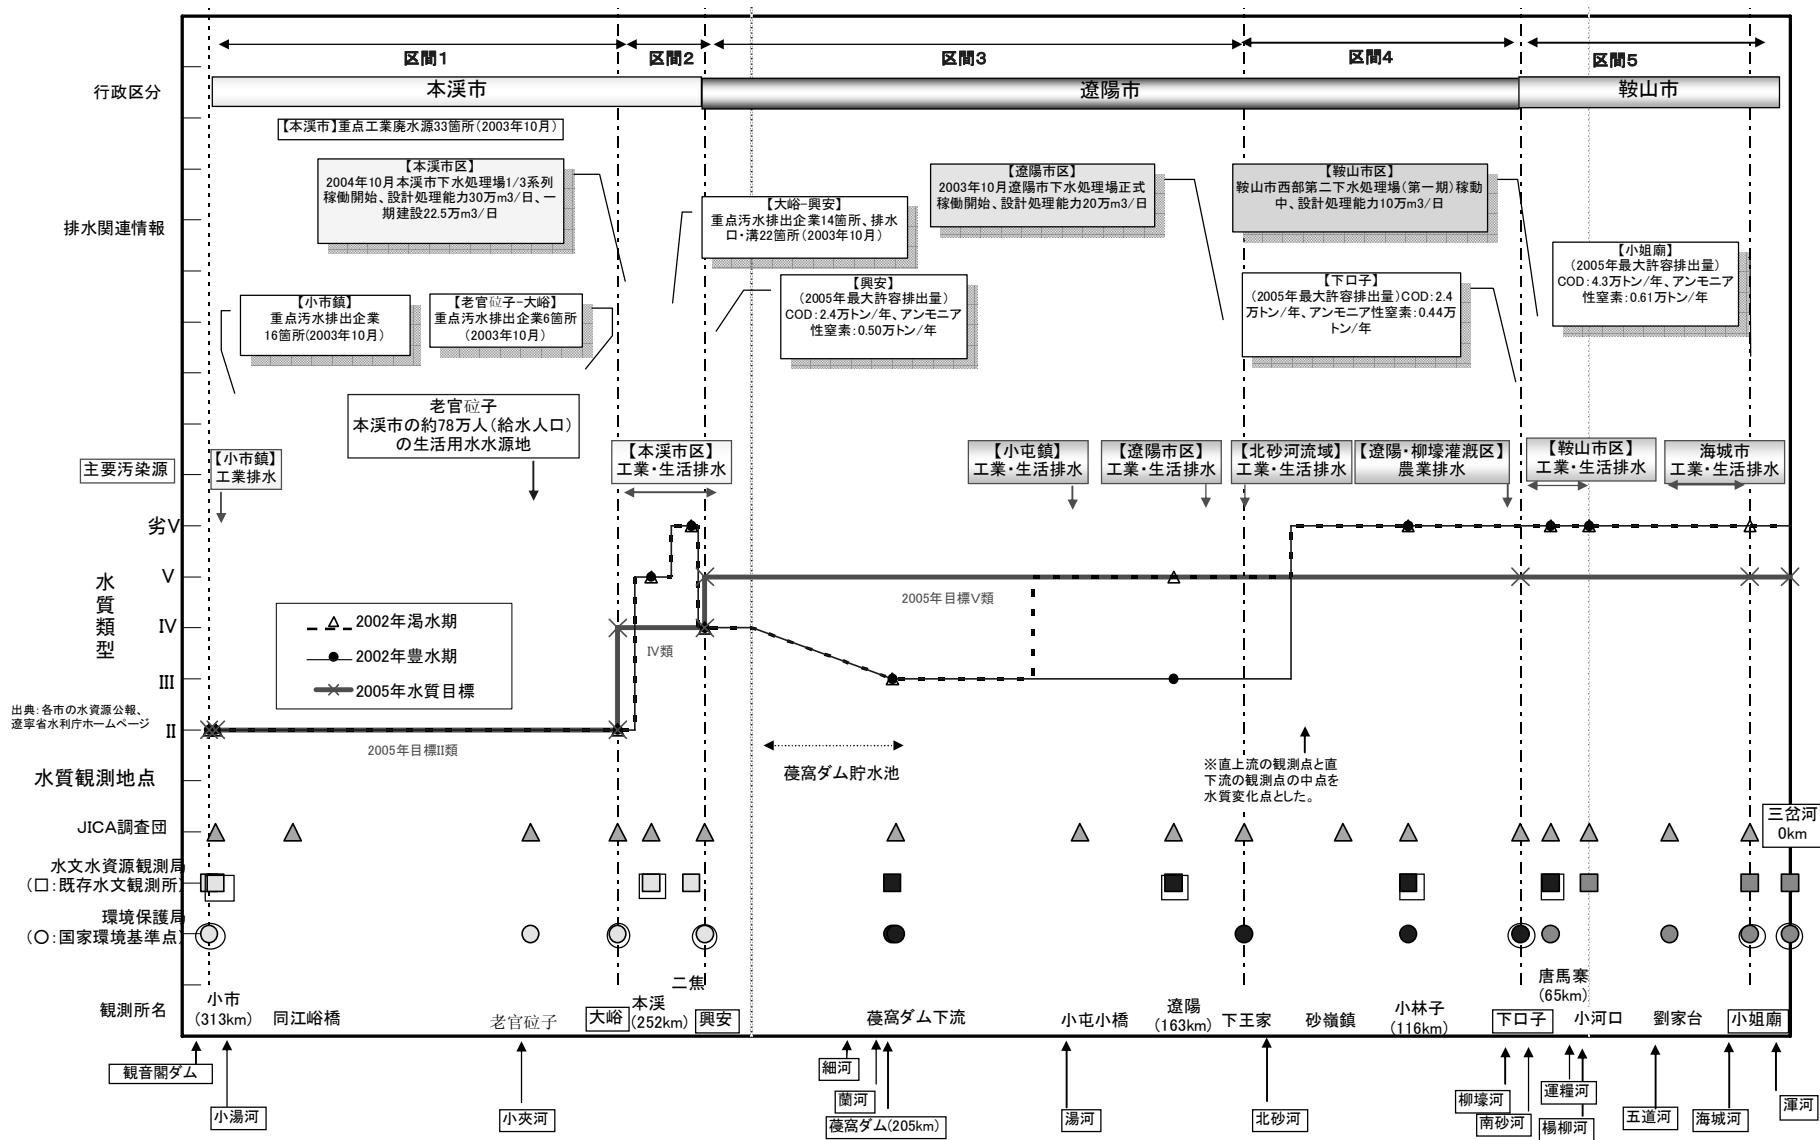 区間1
区間2
区間3
区間4
区間5
行政区分
本渓市
遼陽市
鞍山市
【本渓市】重点工業廃水源33箇所(2003年10月)
排水関連情報
【本渓市区】
2004年10月本渓市下水処理場1/3系列
稼働開始、設計処理能力30万m3/日、一
期建設22.5万m3/日
【大峪-興安】
重点汚水排出企業14箇所、排水
口・溝22箇所(2003年10月)
【遼陽市区】
2003年10月遼陽市下水処理場正式
稼働開始、設計処理能力20万m3/日
【鞍山市区】
鞍山市西部第二下水処理場(第一期)稼動
中、設計処理能力10万m3/日
【小姐廟】
(2005年最大許容排出量)
COD:4.3万トン/年、アンモニア
性窒素:0.61万トン/年
【小市鎮】
重点汚水排出企業
16箇所(2003年10月)
【老官砬子-大峪】
重点汚水排出企業6箇所
(2003年10月)
【興安】
(2005年最大許容排出量)
COD:2.4万トン/年、アンモニア
性窒素:0.50万トン/年
【下口子】
(2005年最大許容排出量)COD:2.4
万トン/年、アンモニア性窒素:0.44万
トン/年
老官砬子
本渓市の約78万人(給水人口)
の生活用水水源地
主要汚染源
【小市鎮】
工業排水
【本渓市区】
工業・生活排水
【小屯鎮】
工業・生活排水
【遼陽市区】
工業・生活排水
【北砂河流域】
工業・生活排水
【遼陽・柳壕灌漑区】
農業排水
【鞍山市区】
工業・生活排水
海城市
工業・生活排水
水質類型
劣V
V
IV
III
II
2002年渇水期
2002年豊水期
2005年水質目標
2005年目標II類
IV類
2005年目標V類
出典:各市の水資源公報、
遼寧省水利庁ホームページ
葠窩ダム貯水池
※直上流の観測点と直
下流の観測点の中点を
水質変化点とした。
水質観測地点
JICA調査団
三岔河
0km
水文水資源観測局
(□:既存水文観測所)
環境保護局
(○:国家環境基準点)
観測所名
小市
(313km)
同江峪橋
老官砬子
大峪
本渓
(252km)
二焦
興安
葠窩ダム下流
小屯小橋
遼陽
(163km)
下王家
砂嶺鎮
小林子
(116km)
下口子
唐馬寨
(65km)
小河口
劉家台
小姐廟
観音閣ダム
小湯河
小夾河
細河
蘭河
葠窩ダム(205km)
湯河
北砂河
柳壕河
南砂河
運糧河
楊柳河
五道河
海城河
渾河